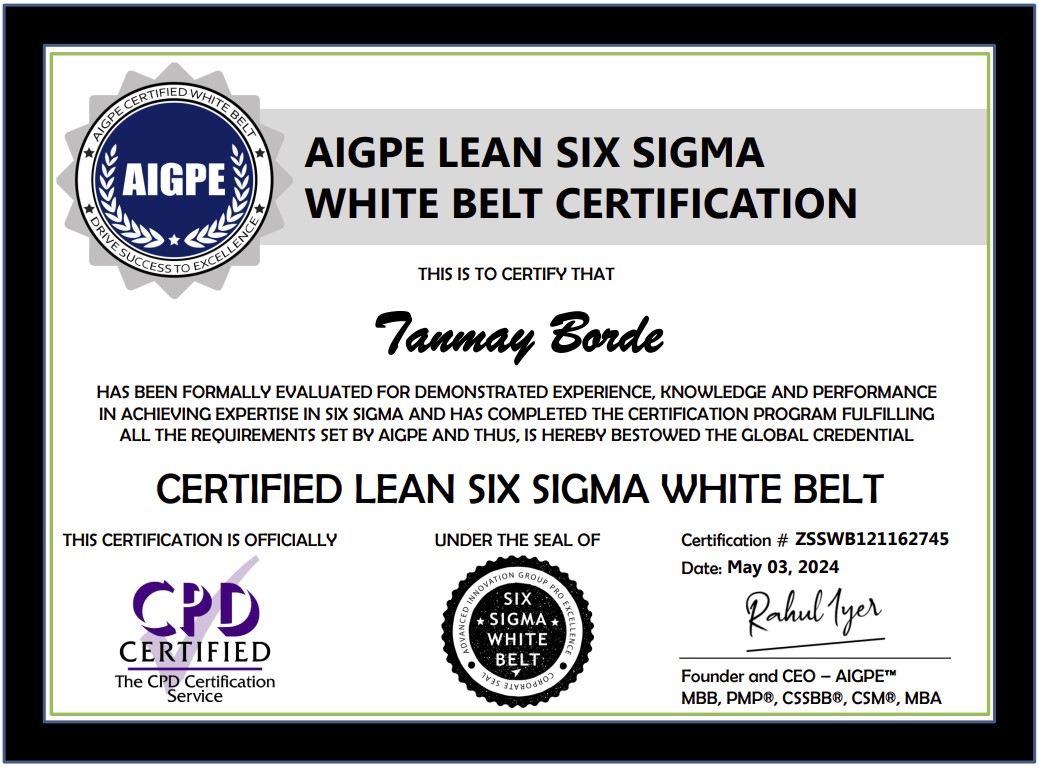 AIGPE CERTIFIED WHITE BELT
AIGPE
DRIVE SUCCESS TO EXCELLENCE
AIGPE LEAN SIX SIGMA
WHITE BELT CERTIFICATION
THIS IS TO CERTIFY THAT
Tanmay Borde
HAS BEEN FORMALLY EVALUATED FOR DEMONSTRATED EXPERIENCE, KNOWLEDGE AND PERFORMANCE
IN ACHIEVING EXPERTISE IN SIX SIGMA AND HAS COMPLETED THE CERTIFICATION PROGRAM FULFILLING
ALL THE REQUIREMENTS SET BY AIGPE AND THUS, IS HEREBY BESTOWED THE GLOBAL CREDENTIAL
CERTIFIED LEAN SIX SIGMA WHITE BELT
THIS CERTIFICATION IS OFFICIALLY
CPD
CERTIFIED
The CPD Certification
Service
UNDER THE SEAL OF
ADVANCED INNOVATION GROUP PRO EXCELLENCE
SIX
SIGMA
WHITE
BELT
CORPORATE SEAL
Certification # ZSSWB121162745
Date: May 03, 2024
Rahul Iyer
Founder and CEO – AIGPE™
MBB, PMP®, CSSBB®, CSM®, MBA